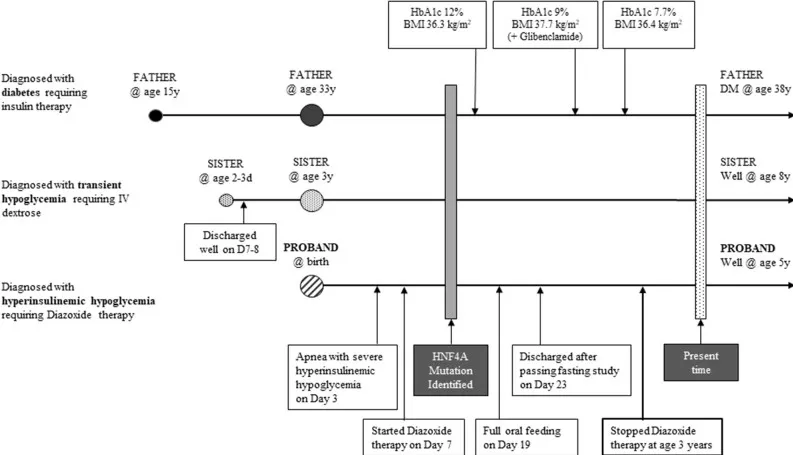 HbA1c 12%
BMI 36.3 kg/m²
HbA1c 9%
BMI 37.7 kg/m²
(+ Glibenclamide)
HbA1c 7.7%
BMI 36.4 kg/m²
Diagnosed with
diabetes requiring
insulin therapy
FATHER
@ age 15y
FATHER
@ age 33y
FATHER
DM @ age 38y
Diagnosed with transient
hypoglycemia requiring IV
dextrose
SISTER
@ age 2-3d
SISTER
@ age 3y
SISTER
Well @ age 8y
Discharged
well on D7-8
PROBAND
@ birth
PROBAND
Well @ age 5y
Diagnosed with
hyperinsulinemic hypoglycemia
requiring Diazoxide therapy
Apnea with severe
hyperinsulinemic
hypoglycemia
on Day 3
HNF4A
Mutation
Identified
Discharged after
passing fasting study
on Day 23
Present
time
Started Diazoxide
therapy on Day 7
Full oral feeding
on Day 19
Stopped Diazoxide
therapy at age 3 years